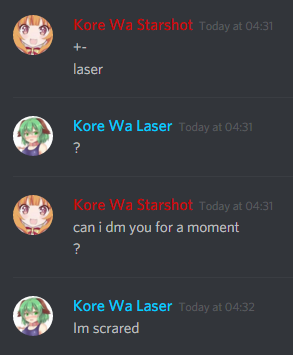 Kore Wa Starshot Today at 04:31
+-
laser
Kore Wa Laser Today at 04:31
?
Kore Wa Starshot Today at 04:31
can i dm you for a moment
?
Kore Wa Laser Today at 04:32
Im scrared